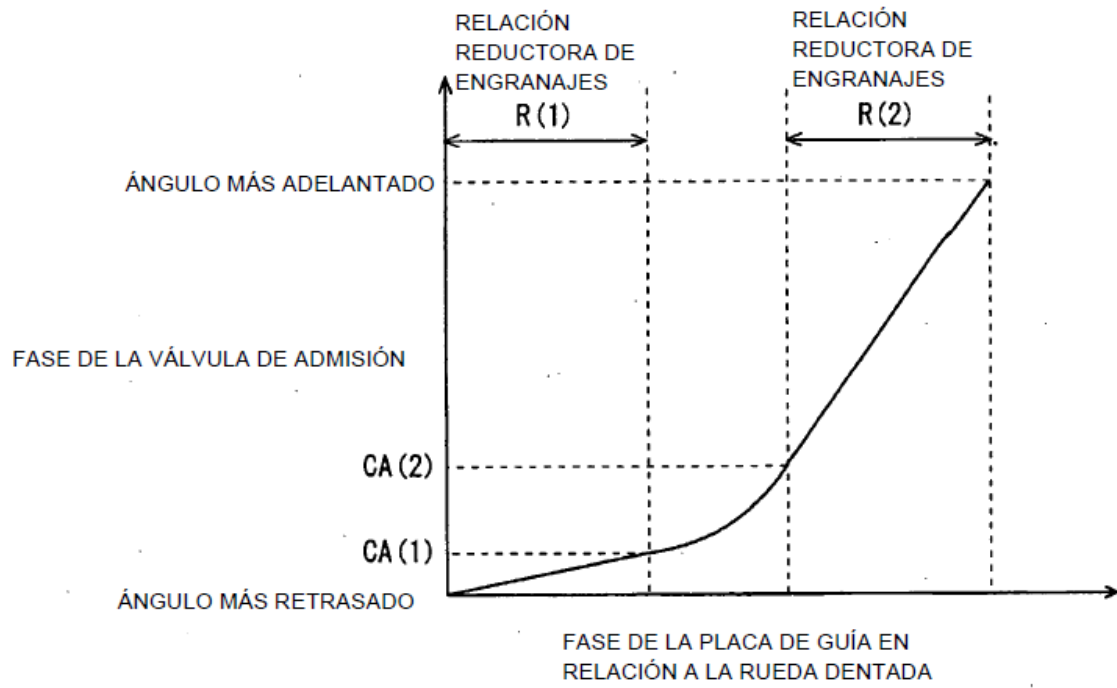 RELACIÓN
REDUCTORA DE
ENGRANAJES
R(1)
RELACIÓN
REDUCTORA DE
ENGRANAJES
R(2)
ÁNGULO MÁS ADELANTADO
FASE DE LA VÁLVULA DE ADMISIÓN
CA(2)
CA(1)
ÁNGULO MÁS RETRASADO
FASE DE LA PLACA DE GUÍA EN
RELACIÓN A LA RUEDA DENTADA